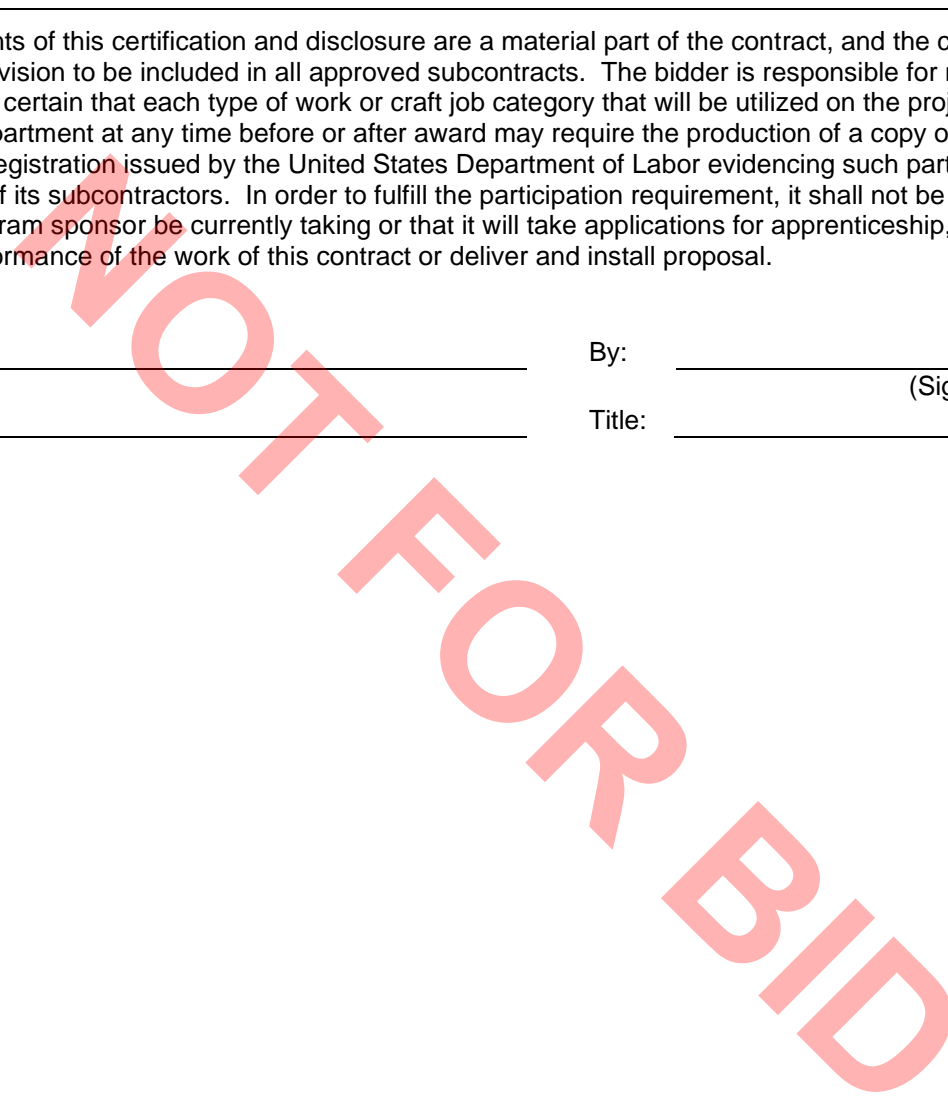 nts of this certification and disclosure are a material part of the contract, and the c
vision to be included in all approved subcontracts. The bidder is responsible for
certain that each type of work or craft job category that will be utilized on the proj
partment at any time before or after award may require the production of a copy o
egistration issued by the United States Department of Labor evidencing such part
f its subcontractors. In order to fulfill the participation requirement, it shall not be
ram sponsor be currently taking or that it will take applications for apprenticeship,
ormance of the work of this contract or deliver and install proposal.
By:
(Sig
Title:
NOT FOR BID